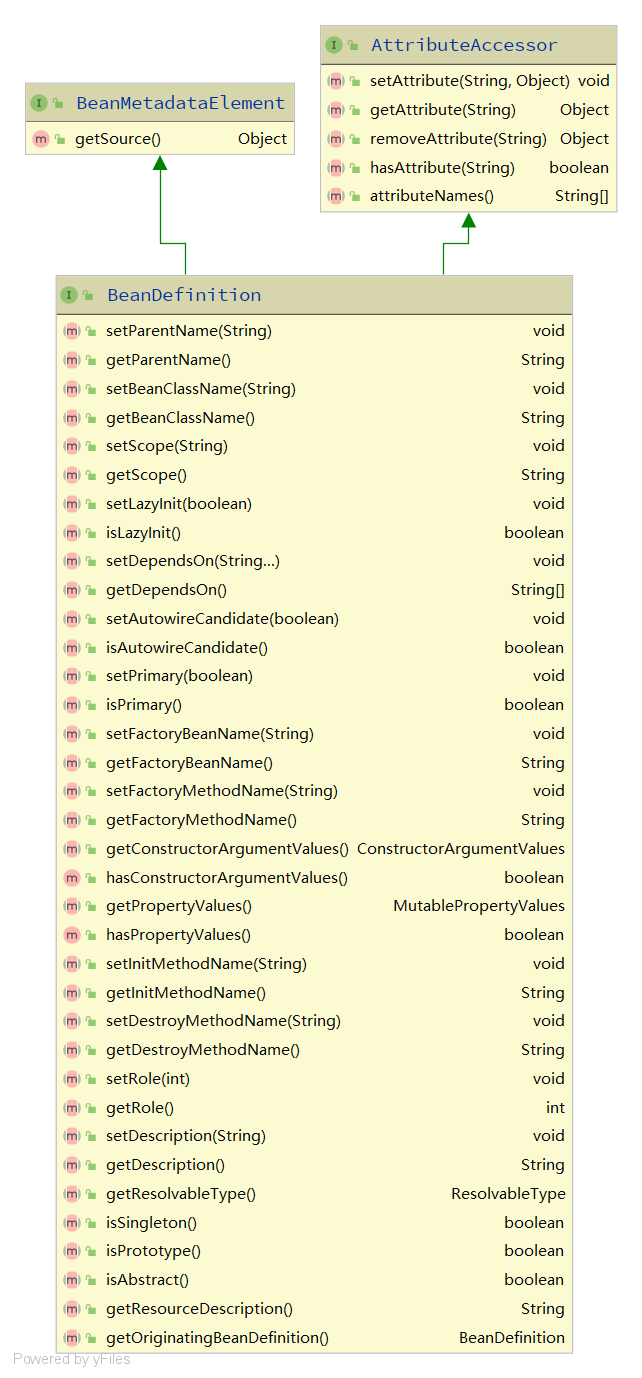 AttributeAccessor
setAttribute(String, Object) void
getAttribute(String) Object
removeAttribute(String) Object
hasAttribute(String) boolean
attributeNames() String[]
BeanMetadataElement
getSource() Object
BeanDefinition
setParentName(String) void
getParentName() String
setBeanClassName(String) void
getBeanClassName() String
setScope(String) void
getScope() String
setLazyInit(boolean) void
isLazyInit() boolean
setDependsOn(String...) void
getDependsOn() String[]
setAutowireCandidate(boolean) void
isAutowireCandidate() boolean
setPrimary(boolean) void
isPrimary() boolean
setFactoryBeanName(String) void
getFactoryBeanName() String
setFactoryMethodName(String) void
getFactoryMethodName() String
getConstructorArgumentValues() ConstructorArgumentValues
hasConstructorArgumentValues() boolean
getPropertyValues() MutablePropertyValues
hasPropertyValues() boolean
setInitMethodName(String) void
getInitMethodName() String
setDestroyMethodName(String) void
getDestroyMethodName() String
setRole(int) void
getRole() int
setDescription(String) void
getDescription() String
getResolvableType() ResolvableType
isSingleton() boolean
isPrototype() boolean
isAbstract() boolean
getResourceDescription() String
getOriginatingBeanDefinition() BeanDefinition
Powered by yFiles